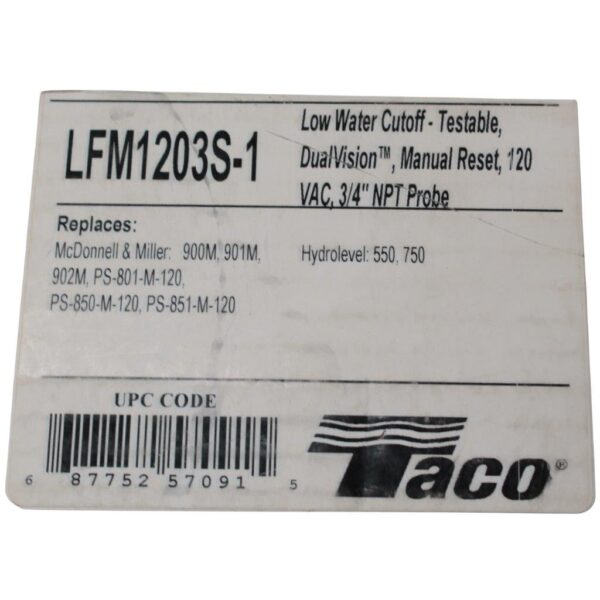 LFM1203S-1
Low Water Cutoff - Testable,
DualVision™, Manual Reset, 120
VAC, 3/4" NPT Probe
Replaces:
McDonnell & Miller: 900M, 901M,
902M, PS-801-M-120,
PS-850-M-120, PS-851-M-120
Hydrolevel: 550, 750
UPC CODE
6 87752 57091 5
Taco®